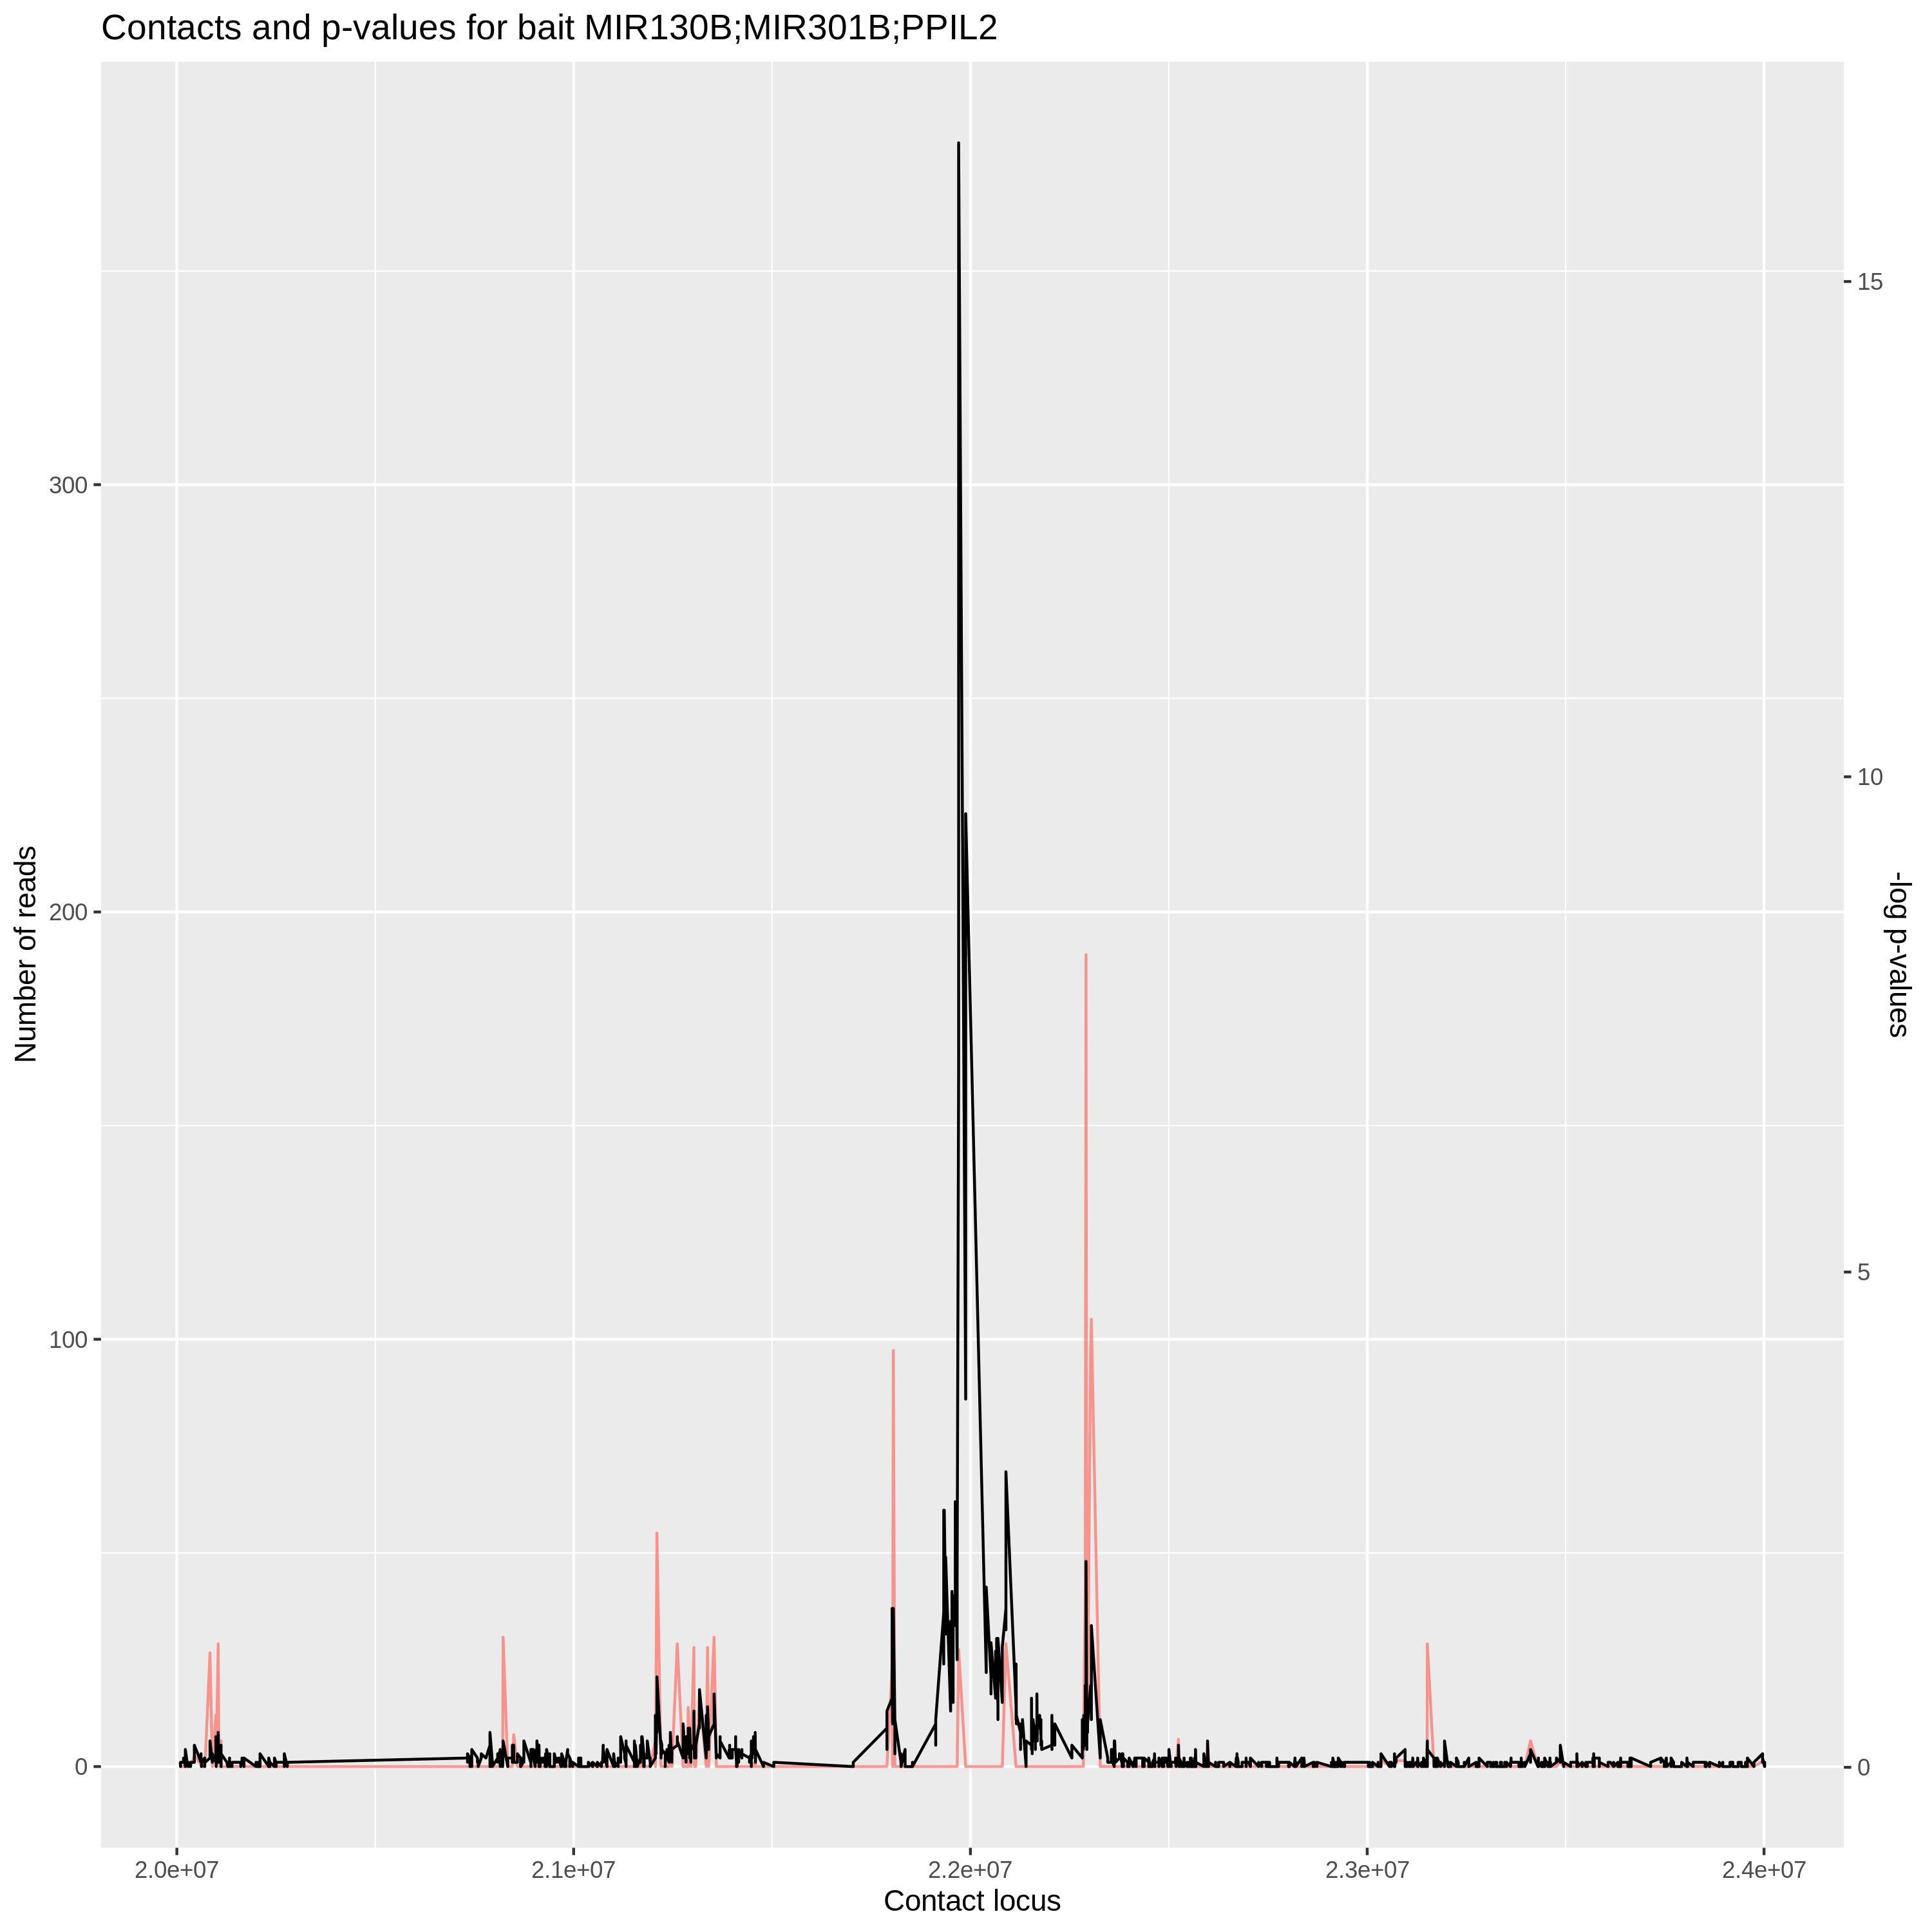 Contacts and p-values for bait MIR130B;MIR301B;PPIL2
Number of reads
300
200
100
0
15
10
5
0
-log p-values
2.0e+07
2.1e+07
2.2e+07
2.3e+07
2.4e+07
Contact locus